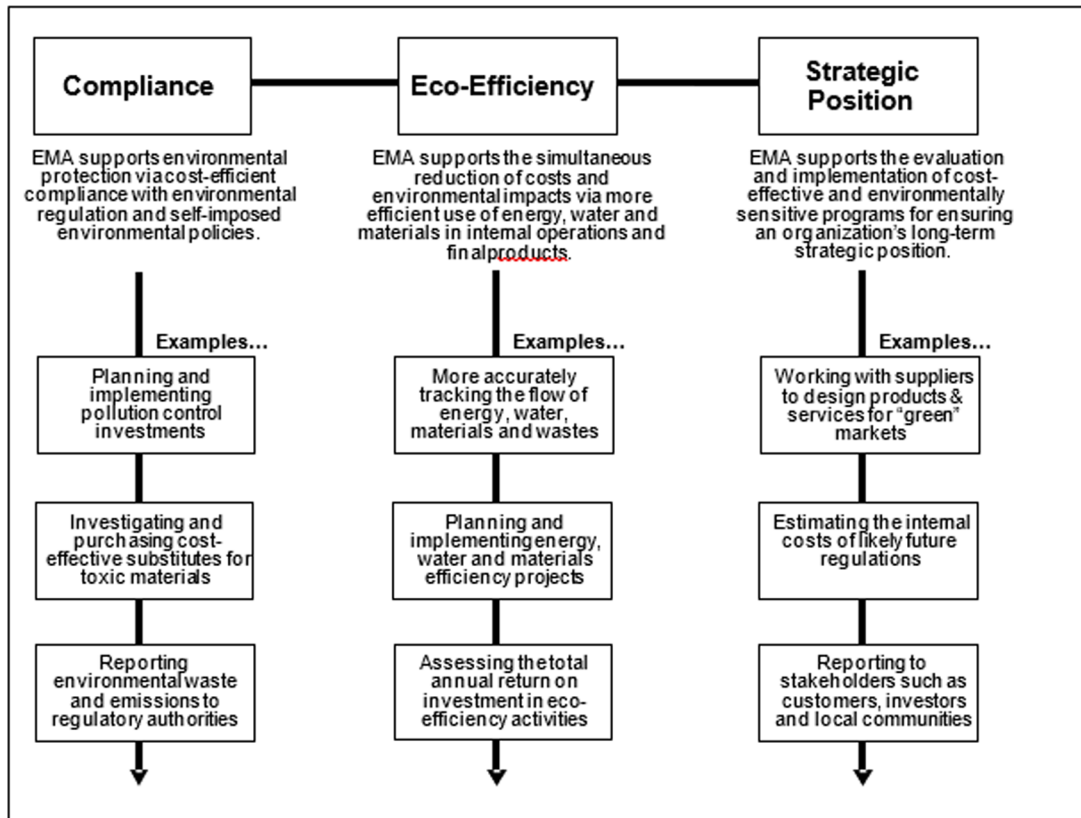 Compliance
EMA supports environmental
protection via cost-efficient
compliance with environmental
regulation and self-imposed
environmental policies.
Examples…
Planning and
implementing
pollution control
investments
Investigating and
purchasing cost-
effective substitutes for
toxic materials
Reporting
environmental waste
and emissions to
regulatory authorities
Eco-Efficiency
EMA supports the simultaneous
reduction of costs and
environmental impacts via more
efficient use of energy, water and
materials in internal operations and
finalproducts.
Examples…
More accurately
tracking the flow of
energy, water,
materials and wastes
Planning and
implementing energy,
water and materials
efficiency projects
Assessing the total
annual return on
investment in eco-
efficiency activities
Strategic
Position
EMA supports the evaluation
and implementation of cost-
effective and environmentally
sensitive programs for ensuring
an organization’s long-term
strategic position.
Examples…
Working with suppliers
to design products &
services for “green”
markets
Estimating the internal
costs of likely future
regulations
Reporting to
stakeholders such as
customers, investors
and local communities